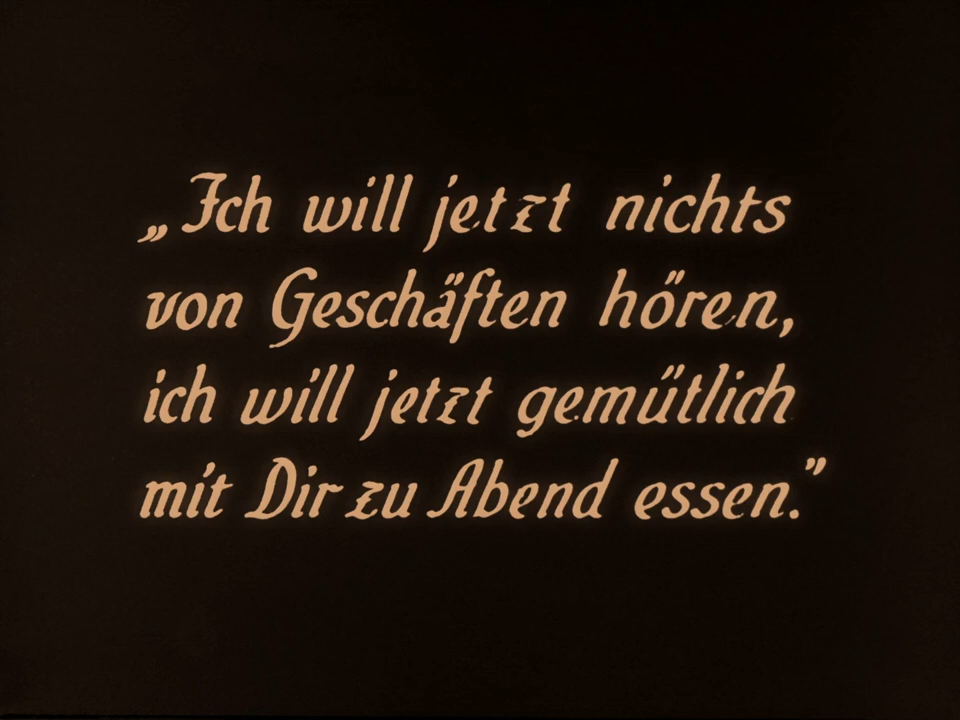 „Ich will jetzt nichts
von Geschäften hören,
ich will jetzt gemütlich
mit Dir zu Abend essen.”